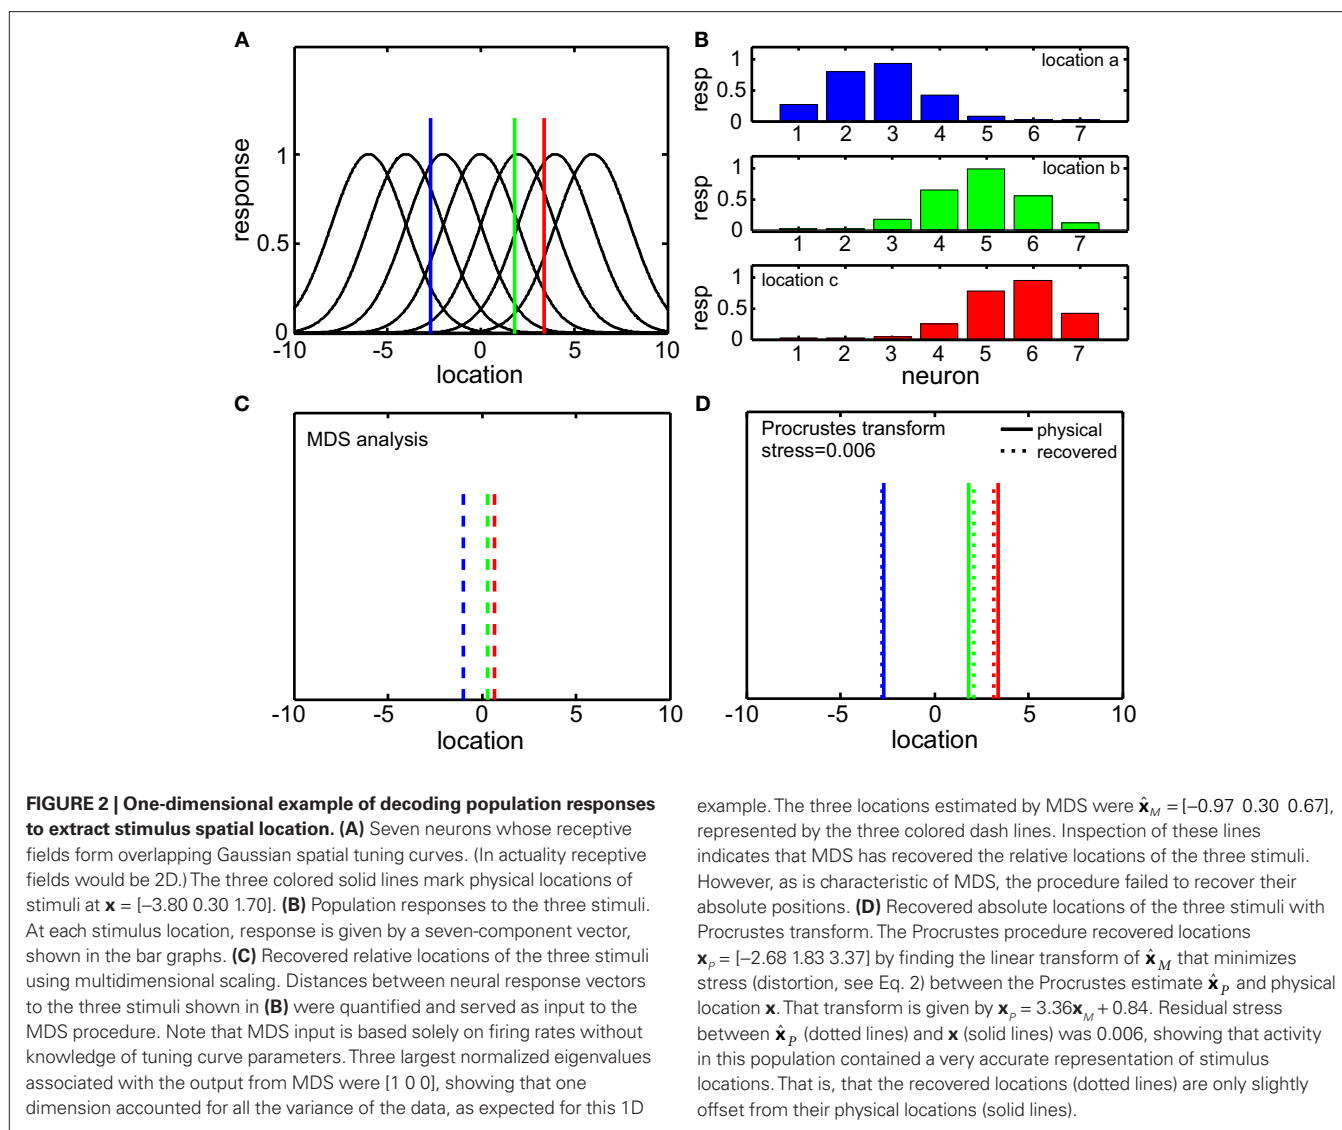 A
response
1
0.5
0
-10
-5
0
5
10
location
B
resp
1
0.5
0
location a
1 2 3 4 5 6 7
resp
1
0.5
0
location b
1 2 3 4 5 6 7
resp
1
0.5
0
location c
1 2 3 4 5 6 7
neuron
C
MDS analysis
-10
-5
0
5
10
location
D
Procrustes transform
stress=0.006
physical
recovered
-10
-5
0
5
10
location
FIGURE 2 | One-dimensional example of decoding population responses
to extract stimulus spatial location. (A) Seven neurons whose receptive
fields form overlapping Gaussian spatial tuning curves. (In actuality receptive
fields would be 2D.) The three colored solid lines mark physical locations of
stimuli at x = [−3.80 0.30 1.70]. (B) Population responses to the three stimuli.
At each stimulus location, response is given by a seven-component vector,
shown in the bar graphs. (C) Recovered relative locations of the three stimuli
using multidimensional scaling. Distances between neural response vectors
to the three stimuli shown in (B) were quantified and served as input to the
MDS procedure. Note that MDS input is based solely on firing rates without
knowledge of tuning curve parameters. Three largest normalized eigenvalues
associated with the output from MDS were [1 0 0], showing that one
dimension accounted for all the variance of the data, as expected for this 1D
example. The three locations estimated by MDS were x̂_M = [−0.97 0.30 0.67],
represented by the three colored dash lines. Inspection of these lines
indicates that MDS has recovered the relative locations of the three stimuli.
However, as is characteristic of MDS, the procedure failed to recover their
absolute positions. (D) Recovered absolute locations of the three stimuli with
Procrustes transform. The Procrustes procedure recovered locations
x_P = [−2.68 1.83 3.37] by finding the linear transform of x̂_M that minimizes
stress (distortion, see Eq. 2) between the Procrustes estimate x̂_P and physical
location x. That transform is given by x_P = 3.36x_M + 0.84. Residual stress
between x̂_P (dotted lines) and x (solid lines) was 0.006, showing that activity
in this population contained a very accurate representation of stimulus
locations. That is, that the recovered locations (dotted lines) are only slightly
offset from their physical locations (solid lines).